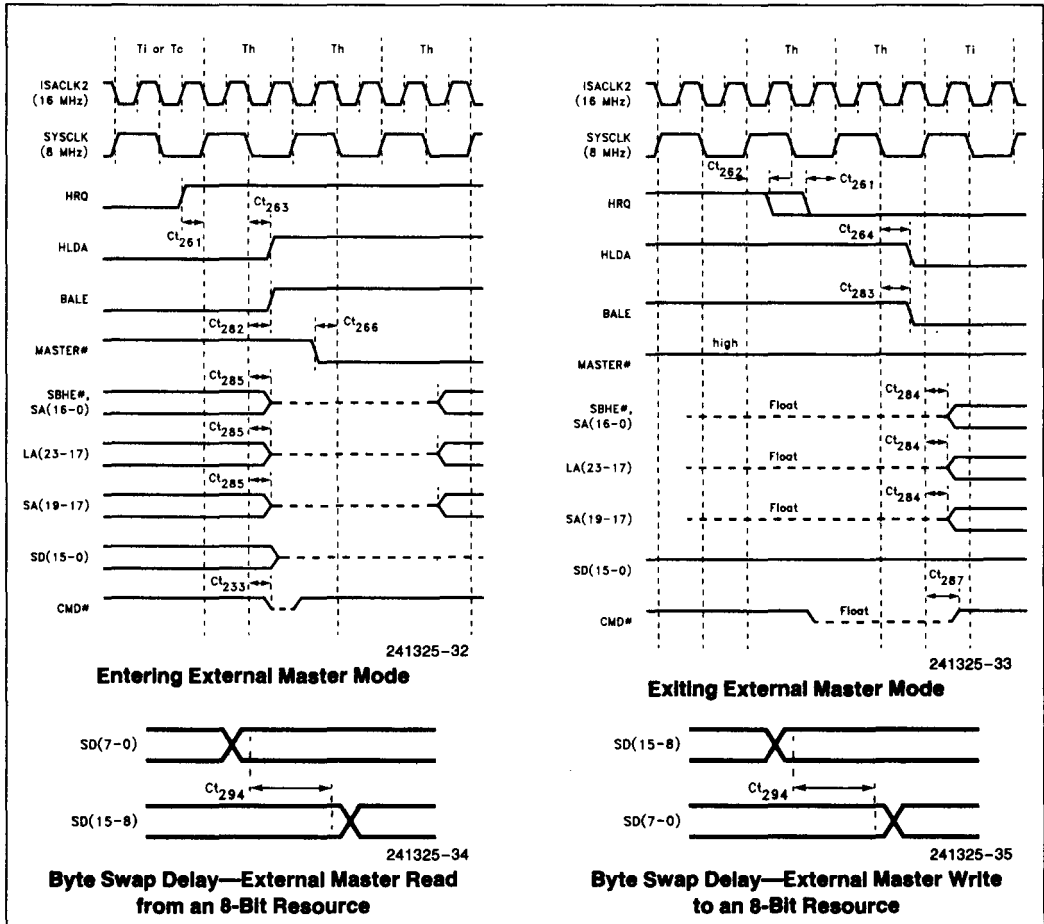 Ti or Tc Th Th Th
ISACLK2
(16 MHz)
SYSCLK
(8 MHz)
HRQ
Ct263
Ct261
HLDA
BALE
Ct282
Ct266
MASTER#
Ct285
SBHE#,
SA(16-0)
Ct285
LA(23-17)
Ct285
SA(19-17)
SD(15-0)
Ct233
CMD#
241325-32
Entering External Master Mode
Th Th Ti
ISACLK2
(16 MHz)
SYSCLK
(8 MHz)
Ct262
Ct261
HRQ
Ct264
HLDA
Ct283
BALE
high
MASTER#
Ct284
SBHE#,
SA(16-0)
Float
Ct284
LA(23-17)
Float
Ct284
SA(19-17)
Float
SD(15-0)
Ct287
CMD#
Float
241325-33
Exiting External Master Mode
SD(7-0)
Ct294
SD(15-8)
241325-34
Byte Swap Delay—External Master Read
from an 8-Bit Resource
SD(15-8)
Ct294
SD(7-0)
241325-35
Byte Swap Delay—External Master Write
to an 8-Bit Resource